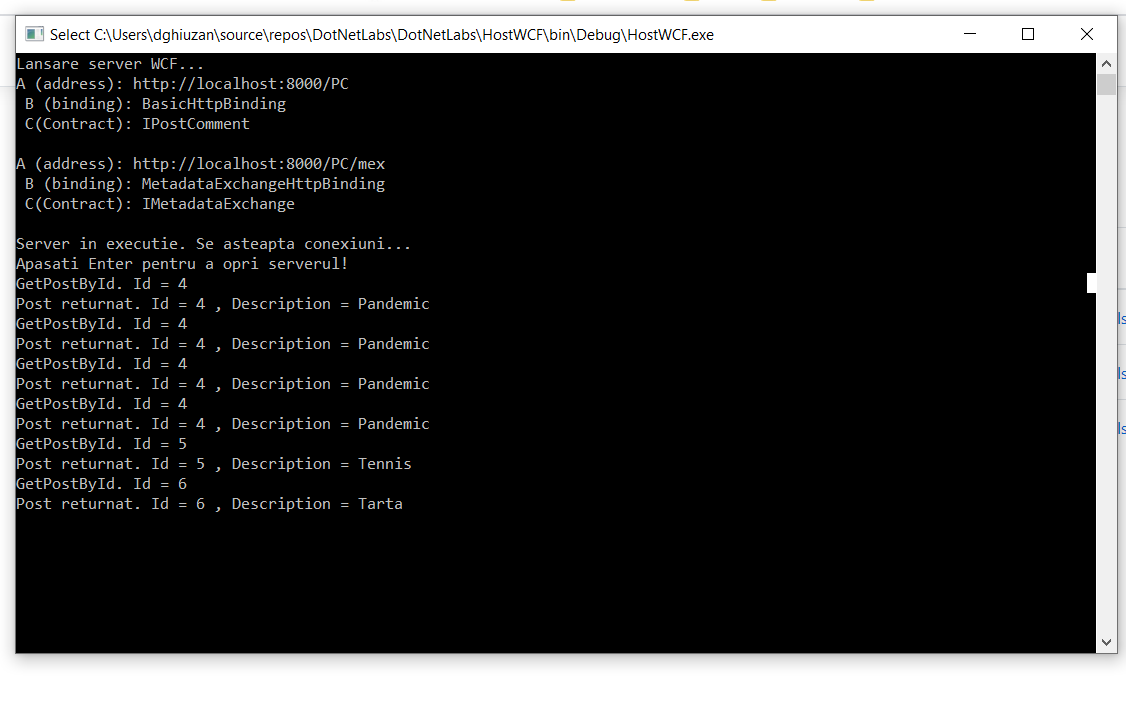 Select C:\Users\dghiuzan\source\repos\DotNetLabs\DotNetLabs\HostWCF\bin\Debug\HostWCF.exe
Lansare server WCF...
A (address): http://localhost:8000/PC
B (binding): BasicHttpBinding
C(Contract): IPostComment
A (address): http://localhost:8000/PC/mex
B (binding): MetadataExchangeHttpBinding
C(Contract): IMetadataExchange
Server in executie. Se asteapta conexiuni...
Apasati Enter pentru a opri serverul!
GetPostById. Id = 4
Post returnat. Id = 4 , Description = Pandemic
GetPostById. Id = 4
Post returnat. Id = 4 , Description = Pandemic
GetPostById. Id = 4
Post returnat. Id = 4 , Description = Pandemic
GetPostById. Id = 4
Post returnat. Id = 4 , Description = Pandemic
GetPostById. Id = 5
Post returnat. Id = 5 , Description = Tennis
GetPostById. Id = 6
Post returnat. Id = 6 , Description = Tarta